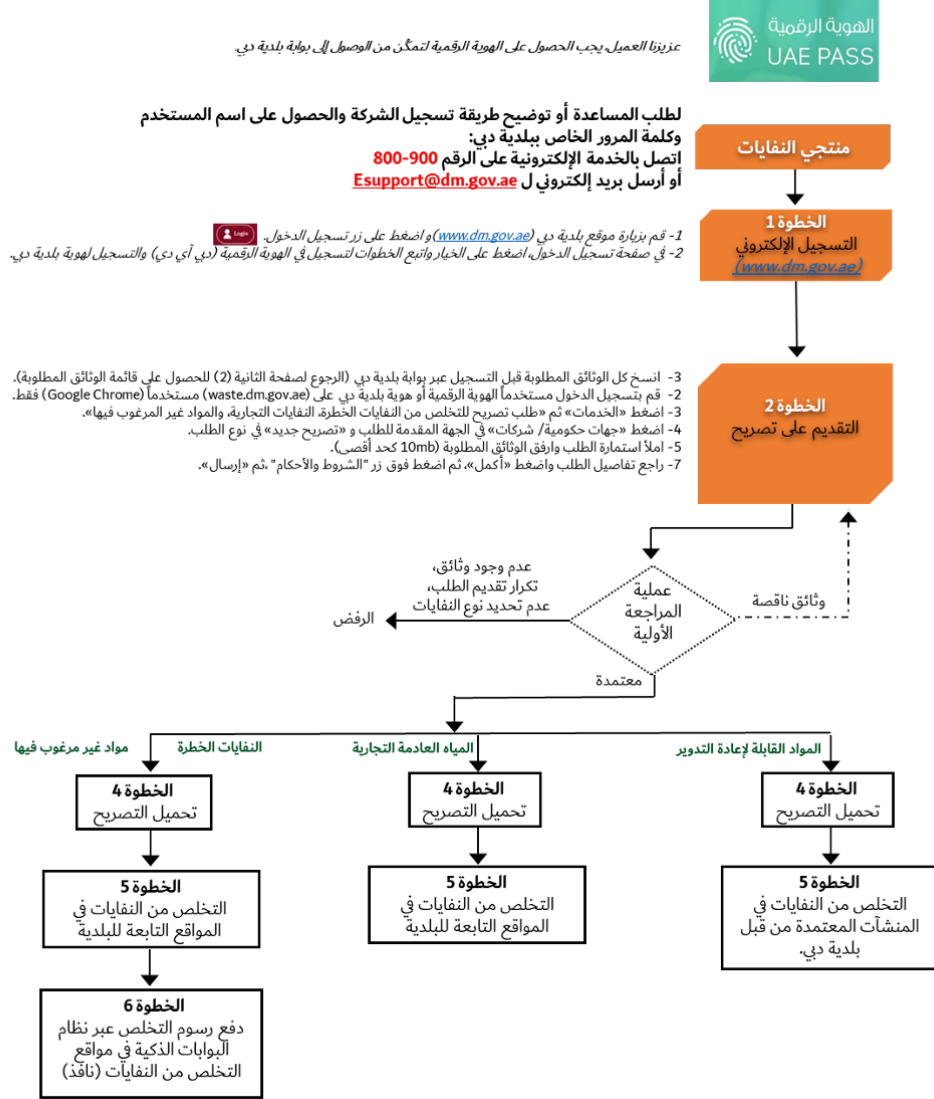 الهوية الرقمية
UAE PASS
عزيزنا العميل، يجب الحصول على الهوية الرقمية لتمكُّن من الوصول إلى بوابة بلدية دبي.
منتجي النفايات
لطلب المساعدة أو توضيح طريقة تسجيل الشركة والحصول على اسم المستخدم
وكلمة المرور الخاص ببلدية دبي:
اتصل بالخدمة الإلكترونية على الرقم 900-800
أو أرسل بريد إلكتروني ل Esupport@dm.gov.ae
الخطوة 1
التسجيل الإلكتروني
(www.dm.gov.ae)
1- قم بزيارة موقع بلدية دبي (www.dm.gov.ae) و اضغط على زر تسجيل الدخول. Login
2- في صفحة تسجيل الدخول، اضغط على الخيار واتبع الخطوات لتسجيل في الهوية الرقمية (دبي آي دي) والتسجيل لهوية بلدية دبي.
الخطوة 2
التقديم على تصريح
3- انسخ كل الوثائق المطلوبة قبل التسجيل عبر بوابة بلدية دبي (الرجوع لصفحة الثانية (2) للحصول على قائمة الوثائق المطلوبة).
2- قم بتسجيل الدخول مستخدماً الهوية الرقمية أو هوية بلدية دبي على (waste.dm.gov.ae) مستخدماً (Google Chrome) فقط.
3- اضغط «الخدمات» ثم «طلب تصريح للتخلص من النفايات الخطرة، النفايات التجارية، والمواد غير المرغوب فيها».
4- اضغط «جهات حكومية/ شركات» في الجهة المقدمة للطلب و «تصريح جديد» في نوع الطلب.
5- املأ استمارة الطلب وارفق الوثائق المطلوبة (10mb كحد أقصى).
7- راجع تفاصيل الطلب واضغط «أكمل»، ثم اضغط فوق زر "الشروط والأحكام" ،ثم «إرسال».
عملية
المراجعة
الأولية
وثائق ناقصة
عدم وجود وثائق،
تكرار تقديم الطلب،
عدم تحديد نوع النفايات
الرفض
معتمدة
المواد القابلة لإعادة التدوير
المياه العادمة التجارية
النفايات الخطرة
مواد غير مرغوب فيها
الخطوة 4
تحميل التصريح
الخطوة 4
تحميل التصريح
الخطوة 4
تحميل التصريح
الخطوة 5
التخلص من النفايات في
المنشآت المعتمدة من قبل
بلدية دبي.
الخطوة 5
التخلص من النفايات في
المواقع التابعة للبلدية
الخطوة 5
التخلص من النفايات في
المواقع التابعة للبلدية
الخطوة 6
دفع رسوم التخلص عبر نظام
البوابات الذكية في مواقع
التخلص من النفايات (نافذ)